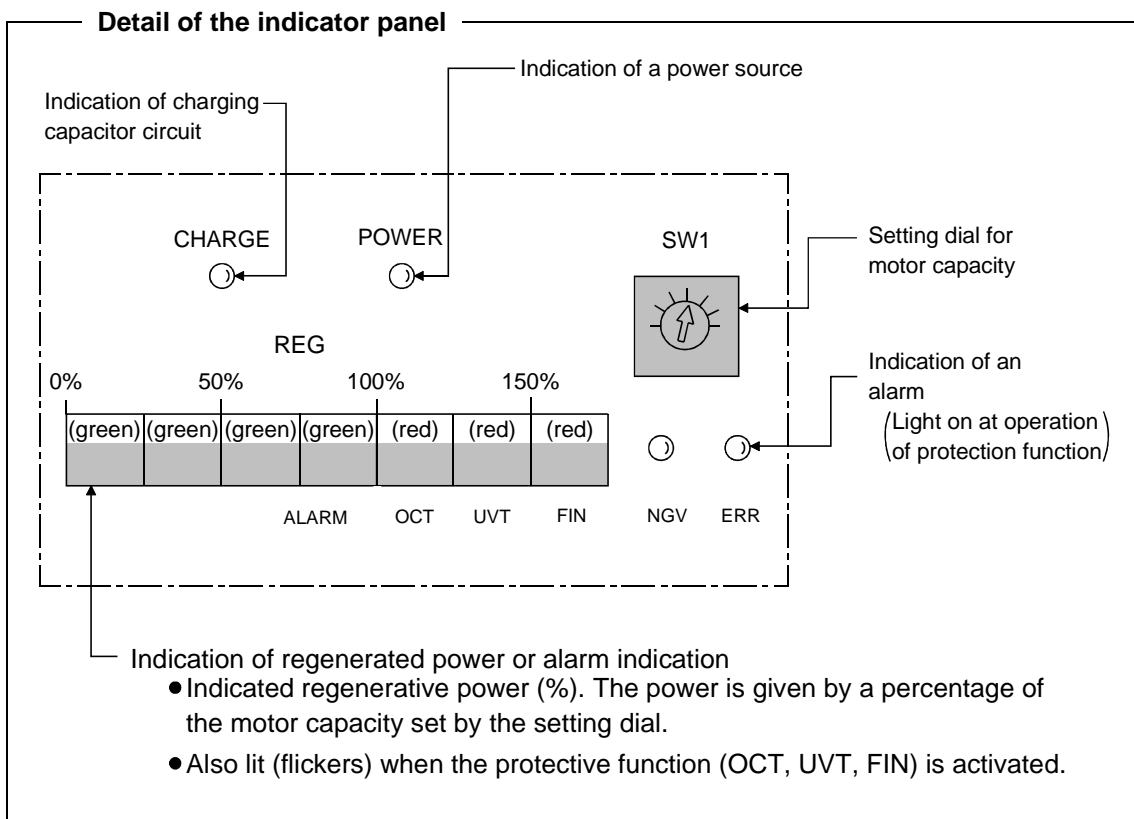 Detail of the indicator panel
Indication of a power source
Indication of charging
capacitor circuit
CHARGE
POWER
SW1
Setting dial for
motor capacity
REG
0%
50%
100%
150%
Indication of an
alarm
(Light on at operation
of protection function)
(green) (green) (green) (green) (red) (red) (red)
ALARM
OCT
UVT
FIN
NGV
ERR
Indication of regenerated power or alarm indication
● Indicated regenerative power (%). The power is given by a percentage of
the motor capacity set by the setting dial.
● Also lit (flickers) when the protective function (OCT, UVT, FIN) is activated.